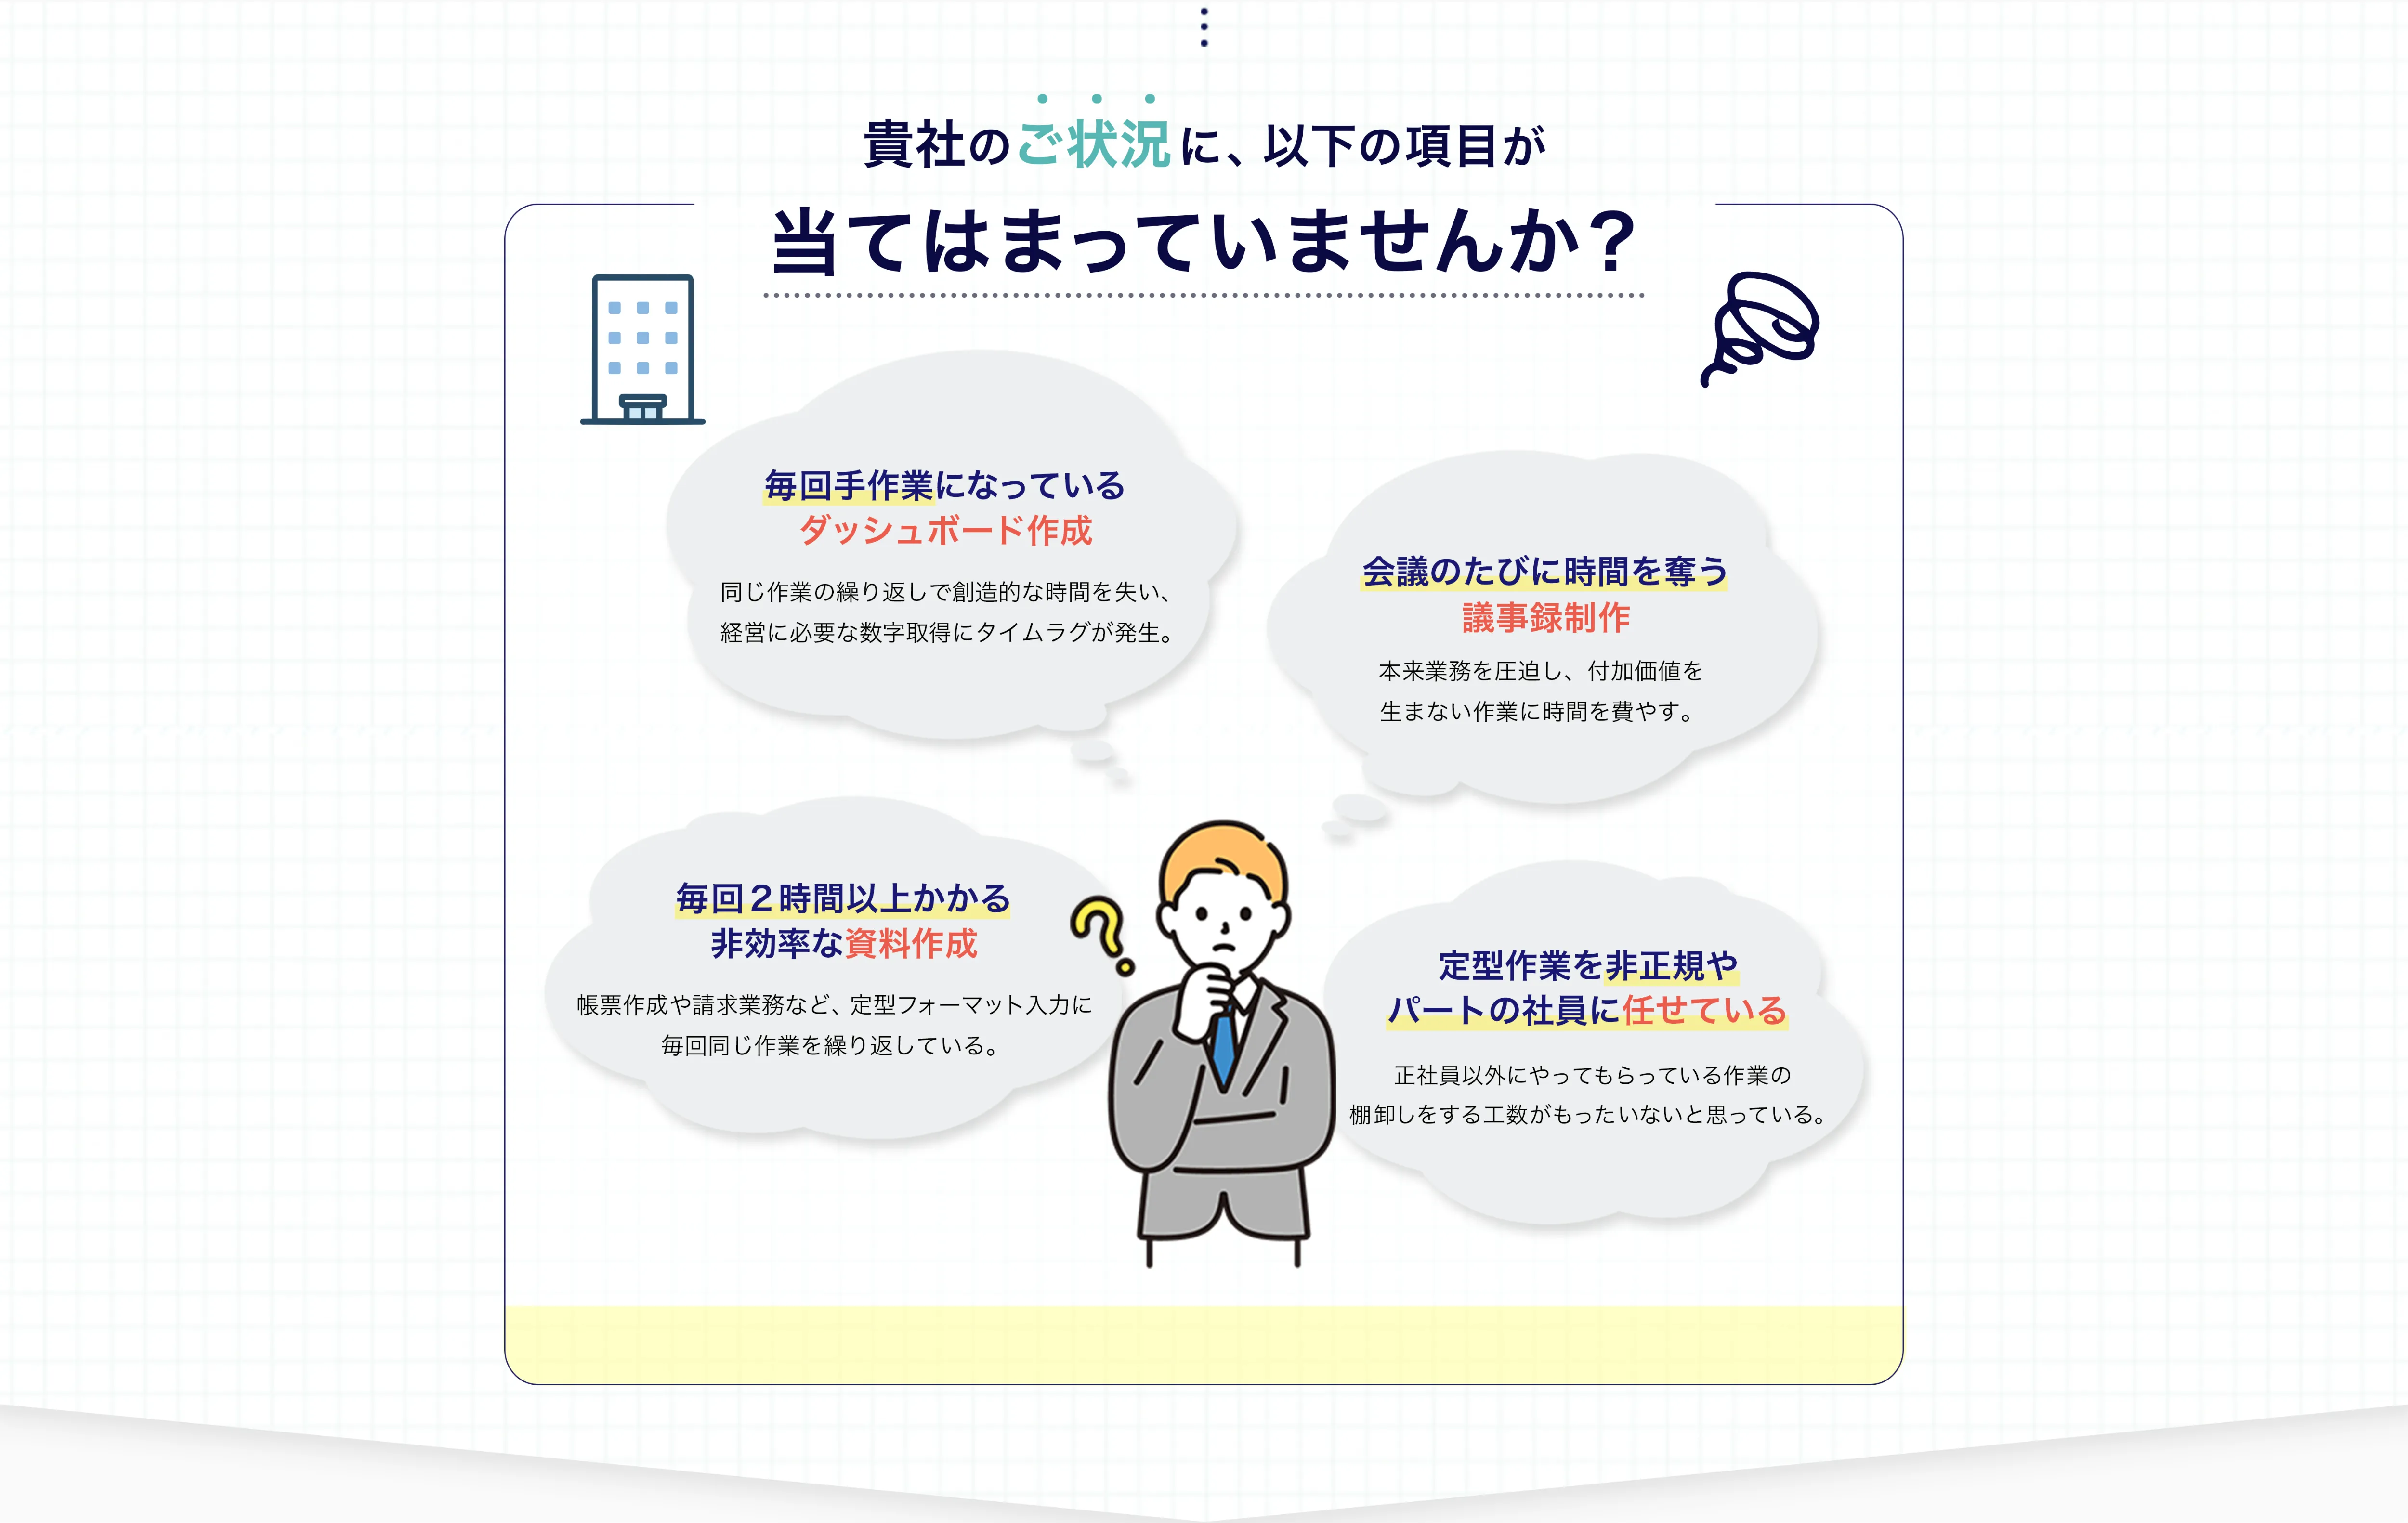 貴社のご状況に、以下の項目が
当てはまっていませんか？
毎回手作業になっている
ダッシュボード作成
同じ作業の繰り返しで創造的な時間を失い、
経営に必要な数字取得にタイムラグが発生。
会議のたびに時間を奪う
議事録制作
本来業務を圧迫し、付加価値を
生まない作業に時間を費やす。
毎回２時間以上かかる
非効率な資料作成
帳票作成や請求業務など、定型フォーマット入力に
毎回同じ作業を繰り返している。
定型作業を非正規や
パートの社員に任せている
正社員以外にやってもらっている作業の
棚卸しをする工数がもったいないと思っている。